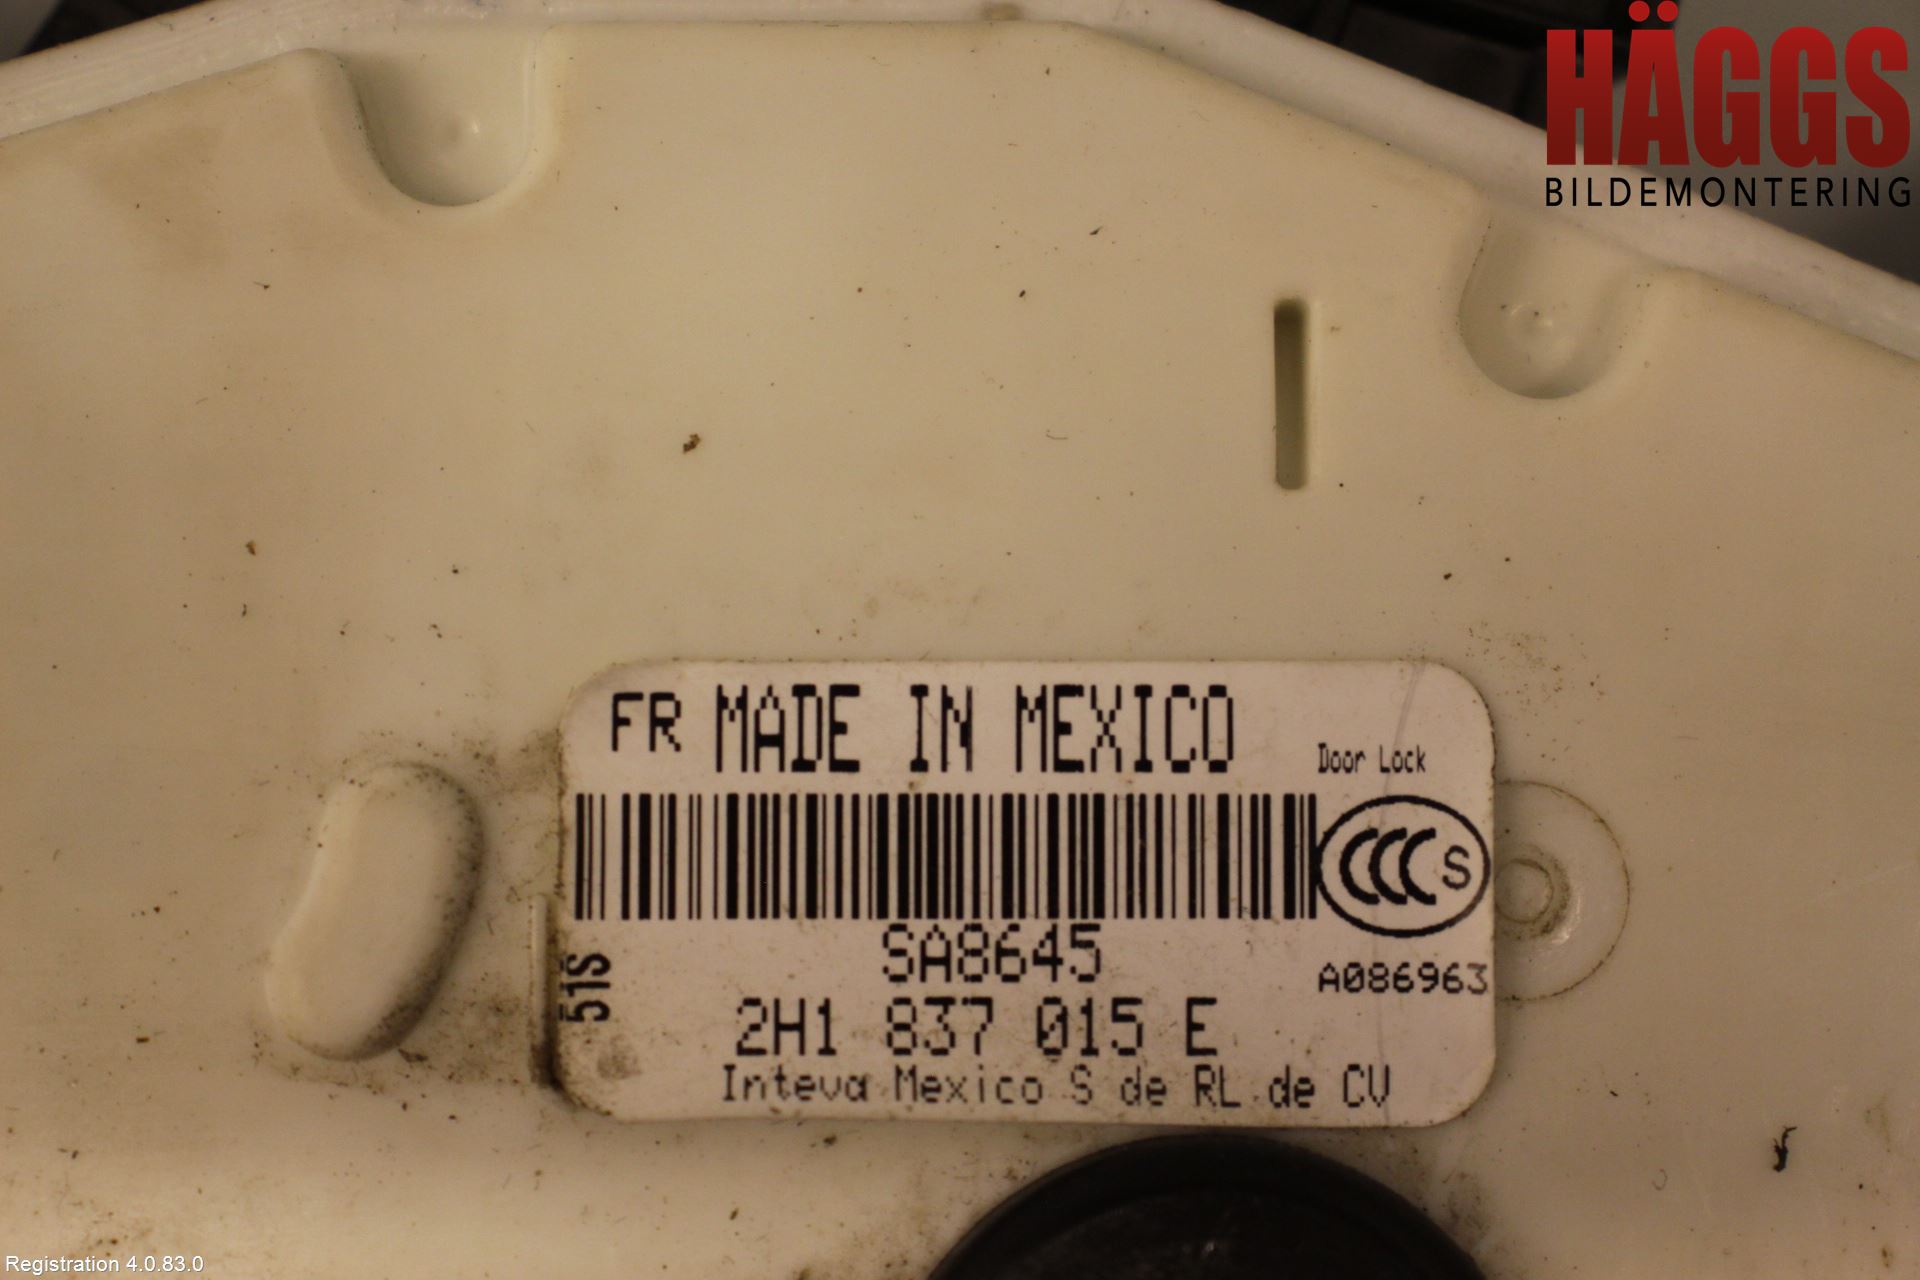 HÄGGS
BILDEMONTERING
FR MADE IN MEXICO
Door Lock
CCC S
SA8645
A086963
51S
2H1 837 015 E
Inteva Mexico S de RL de CV
Registration 4.0.83.0